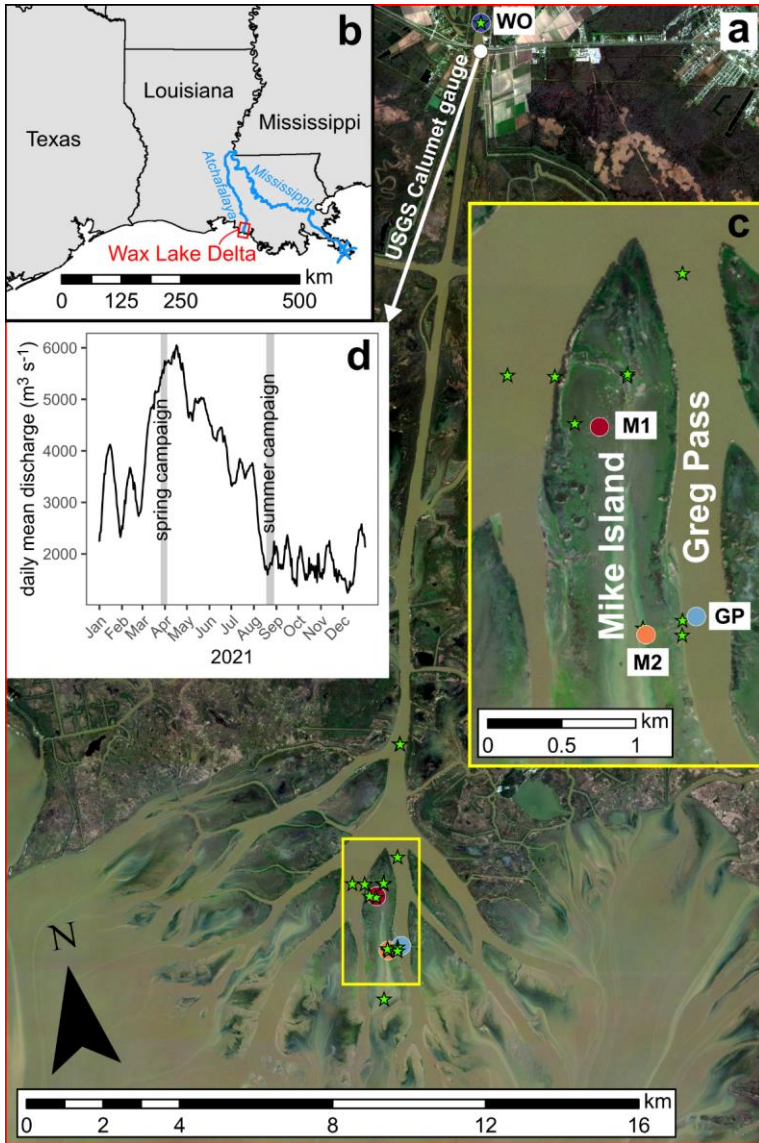 b
Louisiana
Texas
Mississippi
Atchafalaya
Mississippi
Wax Lake Delta
km
0 125 250 500
a
WO
USGS Calumet gauge
c
M1
Mike Island
Greg Pass
GP
M2
km
0 0.5 1
d
daily mean discharge (m³ s⁻¹)
6000
5000
4000
3000
2000
spring campaign
summer campaign
Jan Feb Mar Apr May Jun Jul Aug Sep Oct Nov Dec
2021
N
km
0 2 4 8 12 16